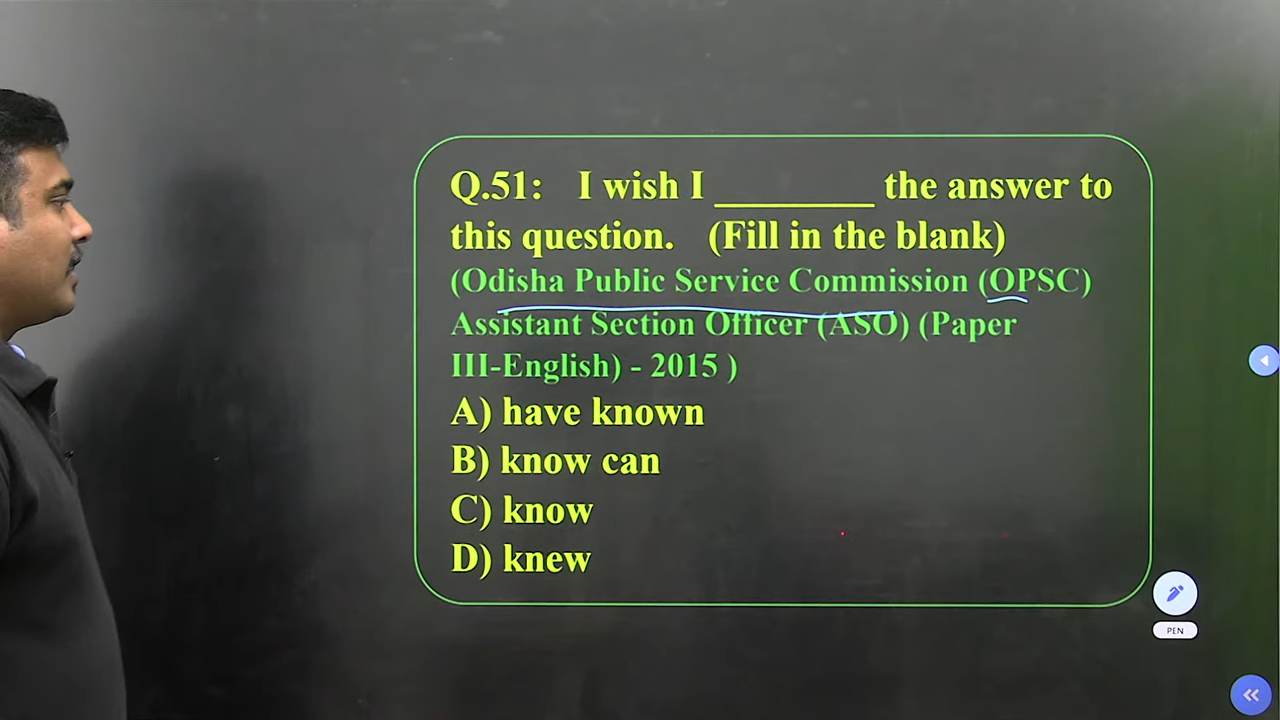 Q.51: I wish I ________ the answer to
this question. (Fill in the blank)
(Odisha Public Service Commission (OPSC)
Assistant Section Officer (ASO) (Paper
III-English) - 2015 )
A) have known
B) know can
C) know
D) knew
PEN